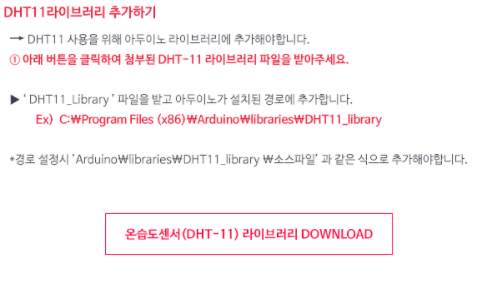 DHT11라이브러리 추가하기
→ DHT11 사용을 위해 아두이노 라이브러리에 추가해야합니다.
① 아래 버튼을 클릭하여 첨부된 DHT-11 라이브러리 파일을 받아주세요.
▶ ‘ DHT11_Library ’ 파일을 받고 아두이노가 설치된 경로에 추가합니다.
Ex) C:₩Program Files (x86)₩Arduino₩libraries₩DHT11_library
*경로 설정시 ’Arduino₩libraries₩DHT11_library ₩소스파일’ 과 같은 식으로 추가해야합니다.
온습도센서(DHT-11) 라이브러리 DOWNLOAD